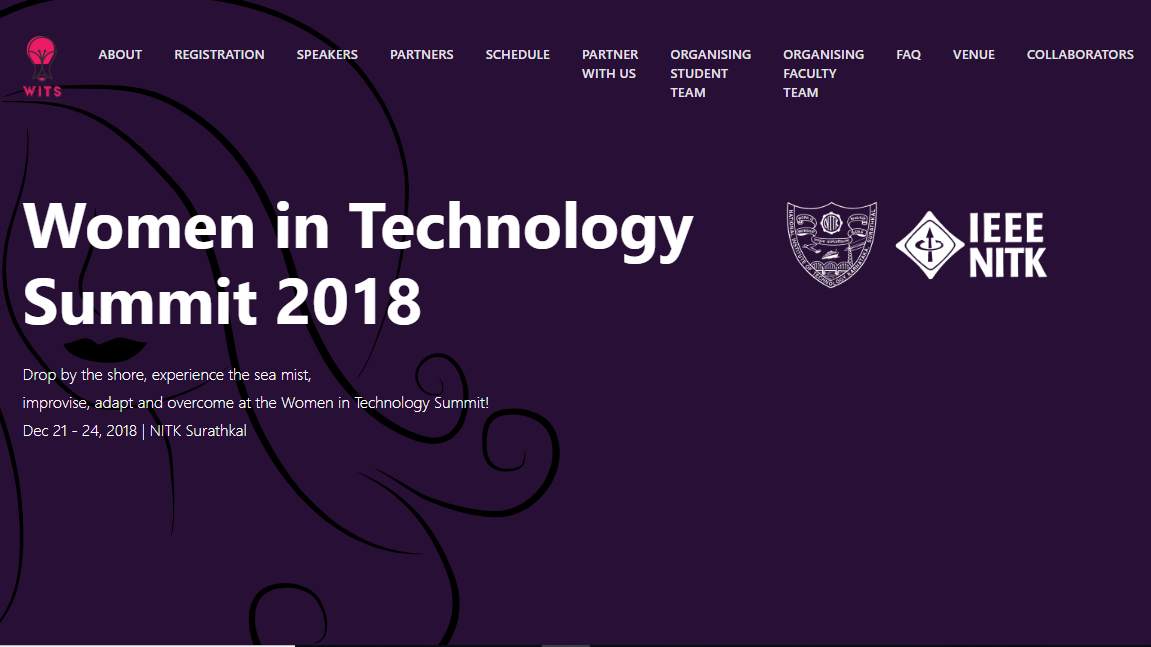 WITS
ABOUT
REGISTRATION
SPEAKERS
PARTNERS
SCHEDULE
PARTNER
WITH US
ORGANISING
STUDENT
TEAM
ORGANISING
FACULTY
TEAM
FAQ
VENUE
COLLABORATORS
Women in Technology
Summit 2018
IEEE
NITK
Drop by the shore, experience the sea mist,
improvise, adapt and overcome at the Women in Technology Summit!
Dec 21 - 24, 2018 | NITK Surathkal